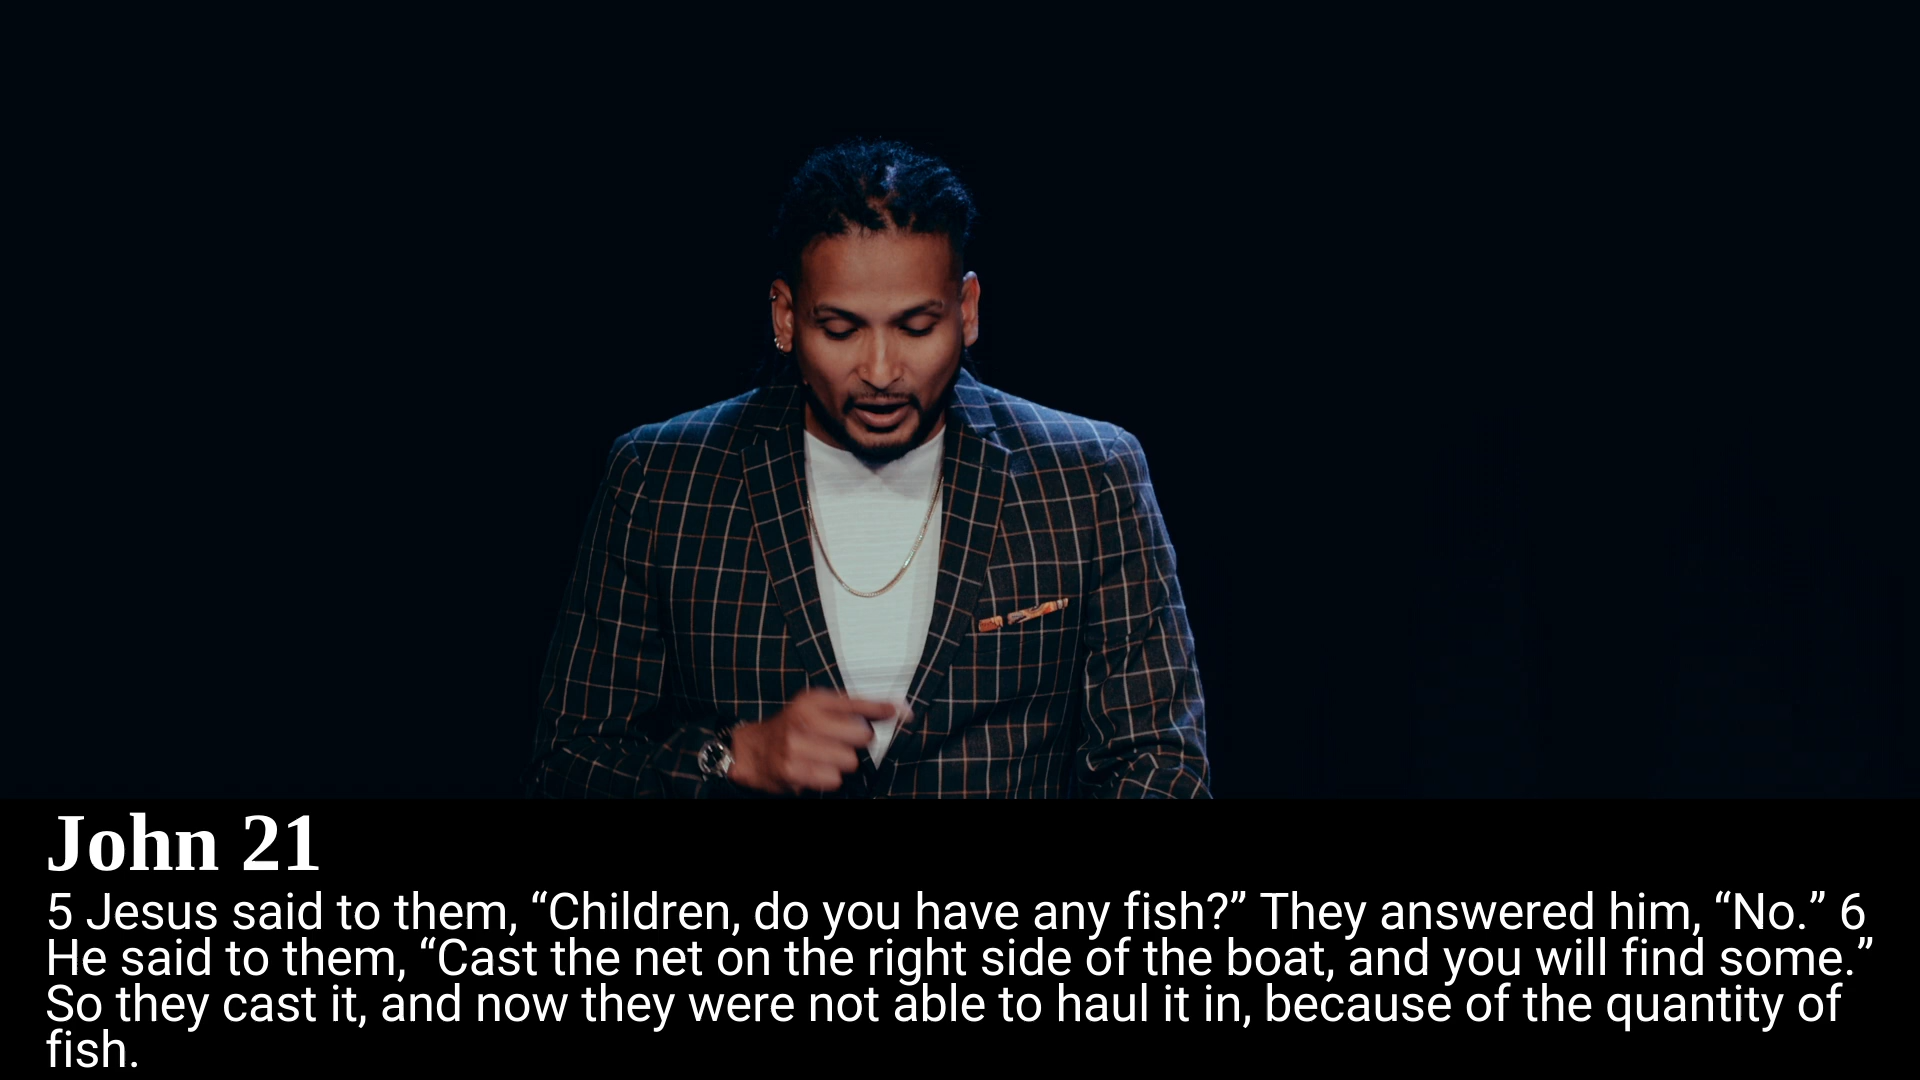 John 21
5 Jesus said to them, “Children, do you have any fish?” They answered him, “No.” 6
He said to them, “Cast the net on the right side of the boat, and you will find some.”
So they cast it, and now they were not able to haul it in, because of the quantity of
fish.